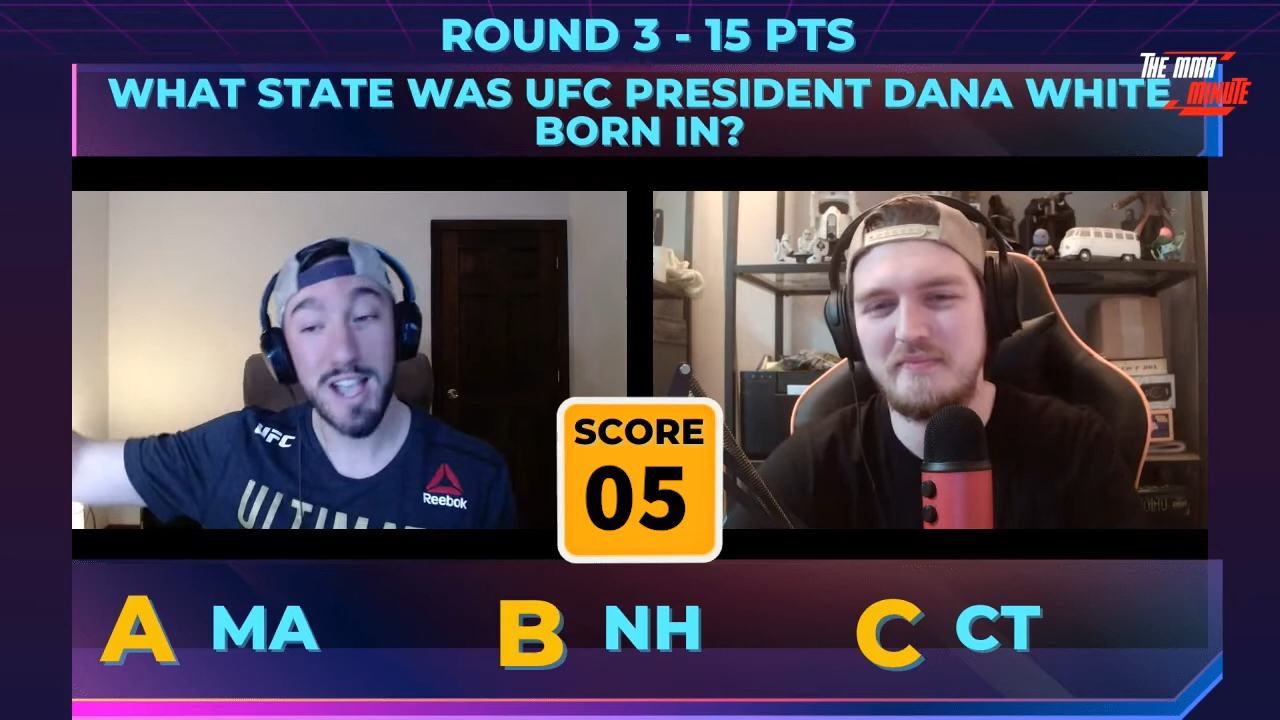 ROUND 3 - 15 PTS
THE MMA
MINUTE
WHAT STATE WAS UFC PRESIDENT DANA WHITE
BORN IN?
UFC
Reebok
SCORE
05
A MA
B NH
C CT